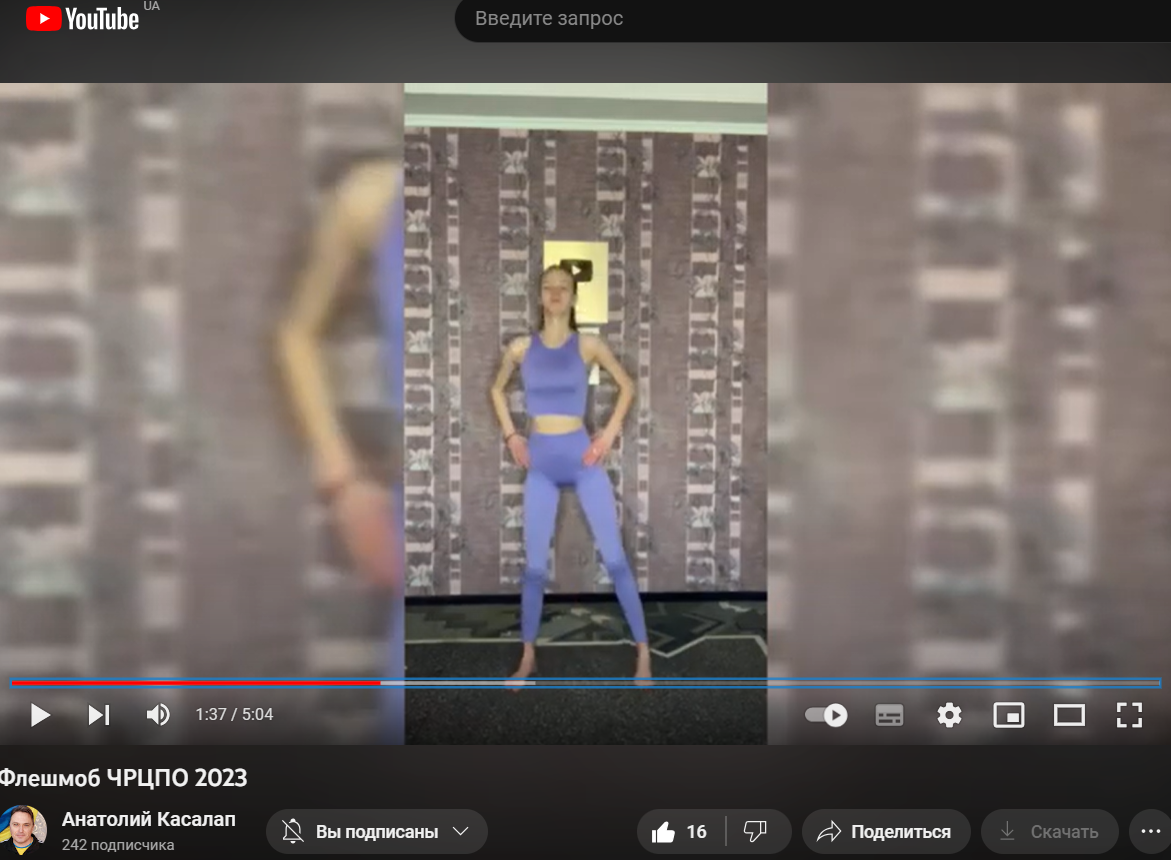 YouTube UA
Введите запрос
1:37 / 5:04
Флешмоб ЧРЦПО 2023
Анатолий Касалап
242 подписчика
Вы подписаны
16
Поделиться
Скачать